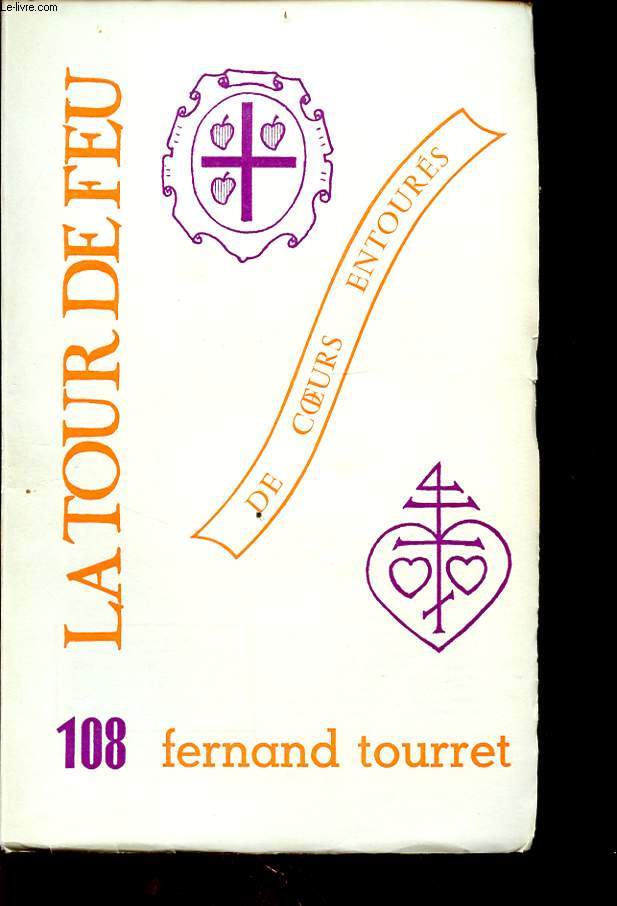 Le-livre.com
LA TOUR DE FEU
DE CŒURS ENTOURÉS
108 fernand tourret